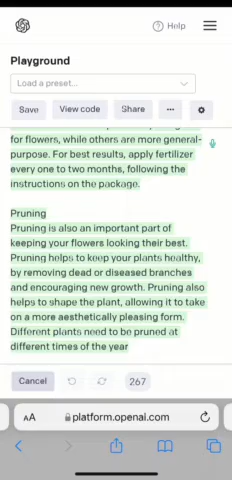 Help
Playground
Load a preset...
Save
View code
Share
...
for flowers, while others are more general-
purpose. For best results, apply fertilizer
every one to two months, following the
instructions on the package.
Pruning
Pruning is also an important part of
keeping your flowers looking their best.
Pruning helps to keep your plants healthy,
by removing dead or diseased branches
and encouraging new growth. Pruning also
helps to shape the plant, allowing it to take
on a more aesthetically pleasing form.
Different plants need to be pruned at
different times of the year
Cancel
267
AA
platform.openai.com